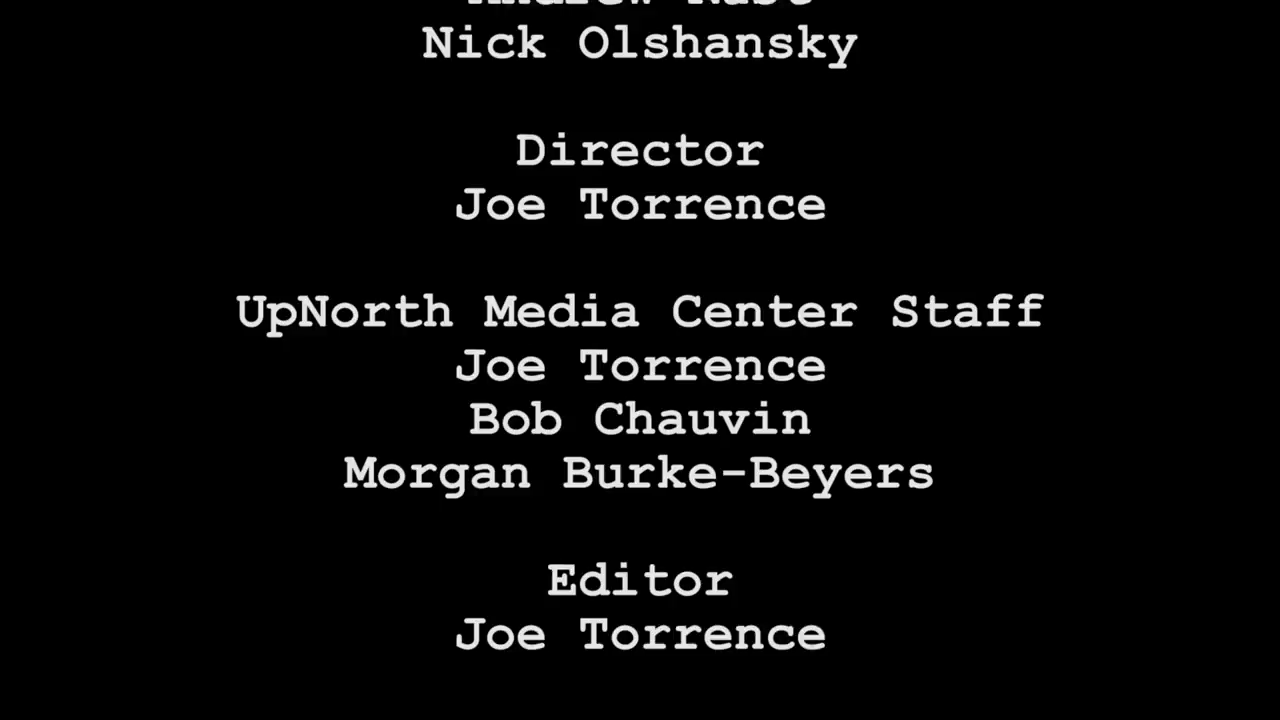 Nick Olshansky
Director
Joe Torrence
UpNorth Media Center Staff
Joe Torrence
Bob Chauvin
Morgan Burke-Beyers
Editor
Joe Torrence